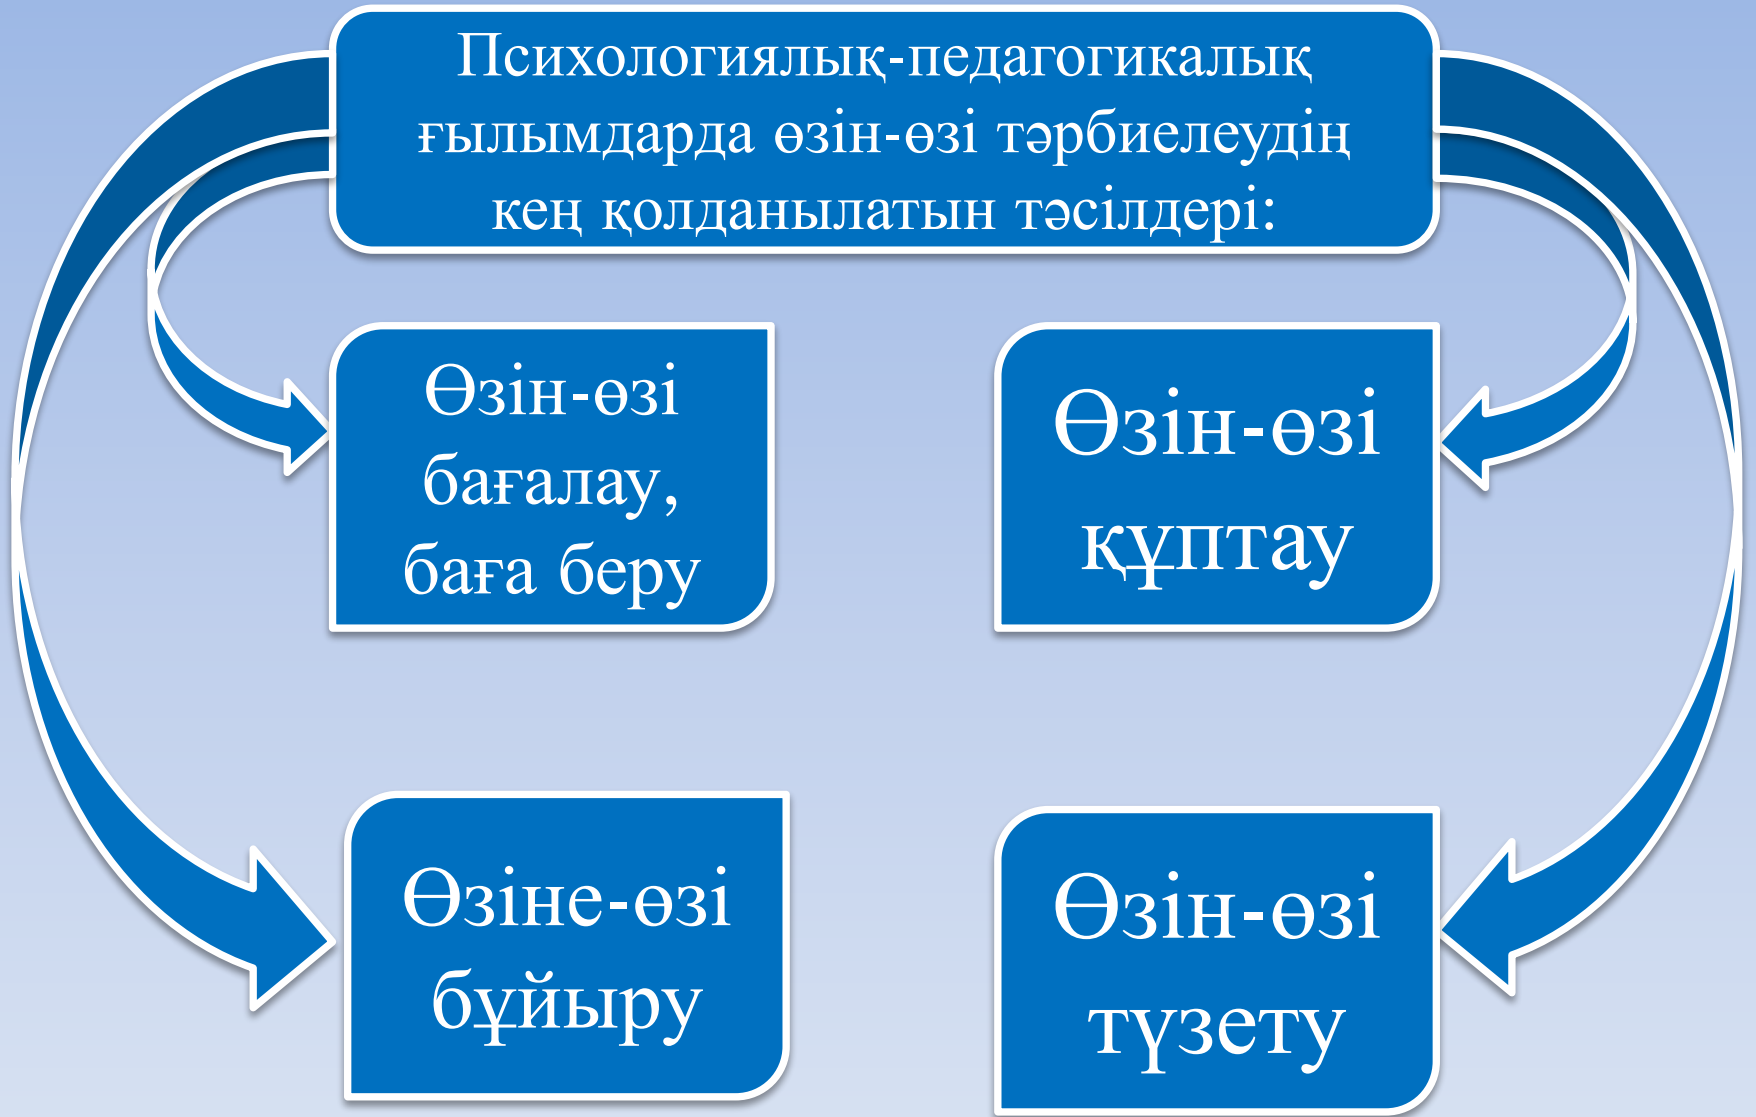 Психологиялық-педагогикалық
ғылымдарда өзін-өзі тәрбиелеудің
кең қолданылатын тәсілдері:
Өзін-өзі
бағалау,
баға беру
Өзін-өзі
құптау
Өзіне-өзі
бұйыру
Өзін-өзі
түзету